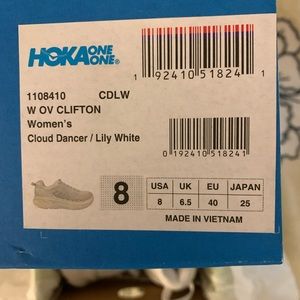 HOKA ONE ONE®
1 92410 51824 1
1108410 CDLW
W OV CLIFTON
Women's
Cloud Dancer / Lily White
0 192410 518241
8
USA UK EU JAPAN
8 6.5 40 25
MADE IN VIETNAM